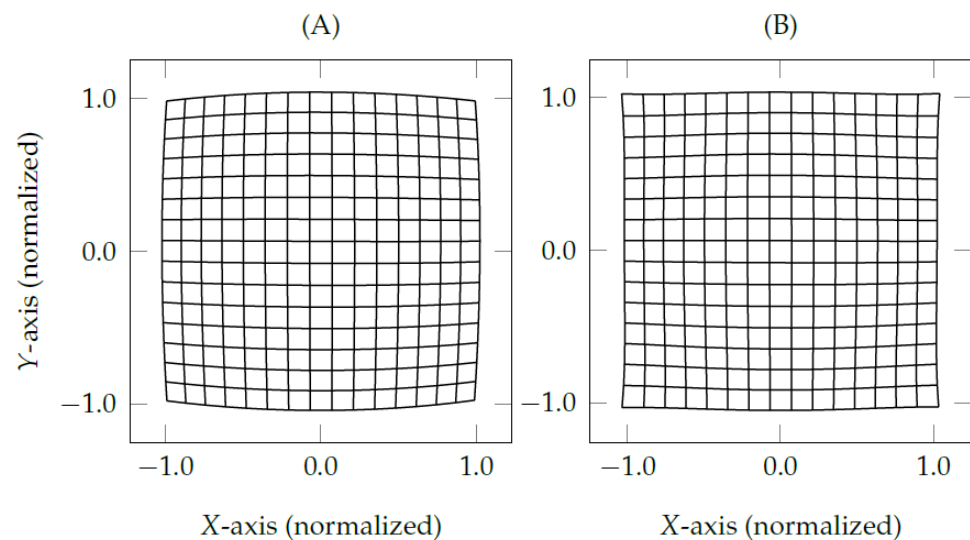 (A) (B)
1.0 1.0
Y-axis (normalized)
0.0 0.0
−1.0 −1.0
−1.0 0.0 1.0 −1.0 0.0 1.0
X-axis (normalized) X-axis (normalized)